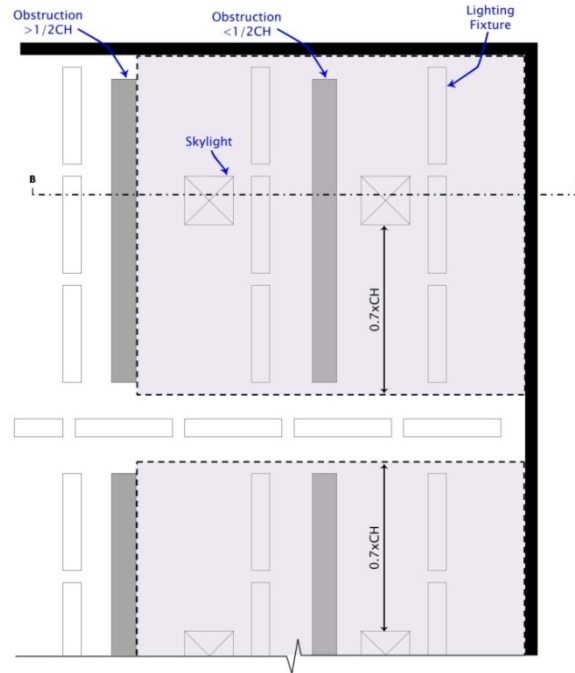 Obstruction
>1/2CH
Obstruction
<1/2CH
Lighting
Fixture
Skylight
B
0.7xCH
0.7xCH